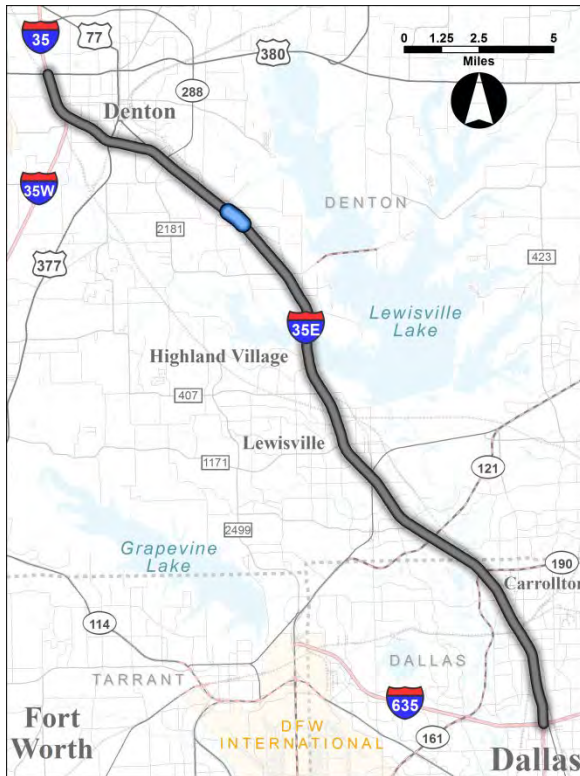 35
77
380
0 1.25 2.5 5
Miles
288
Denton
35W
DENTON
2181
377
423
Lewisville
Lake
35E
Highland Village
407
Lewisville
1171
121
2499
Grapevine
Lake
190
Carrollton
114
DALLAS
TARRANT
635
Fort
Worth
DFW
INTERNATIONAL
161
Dallas